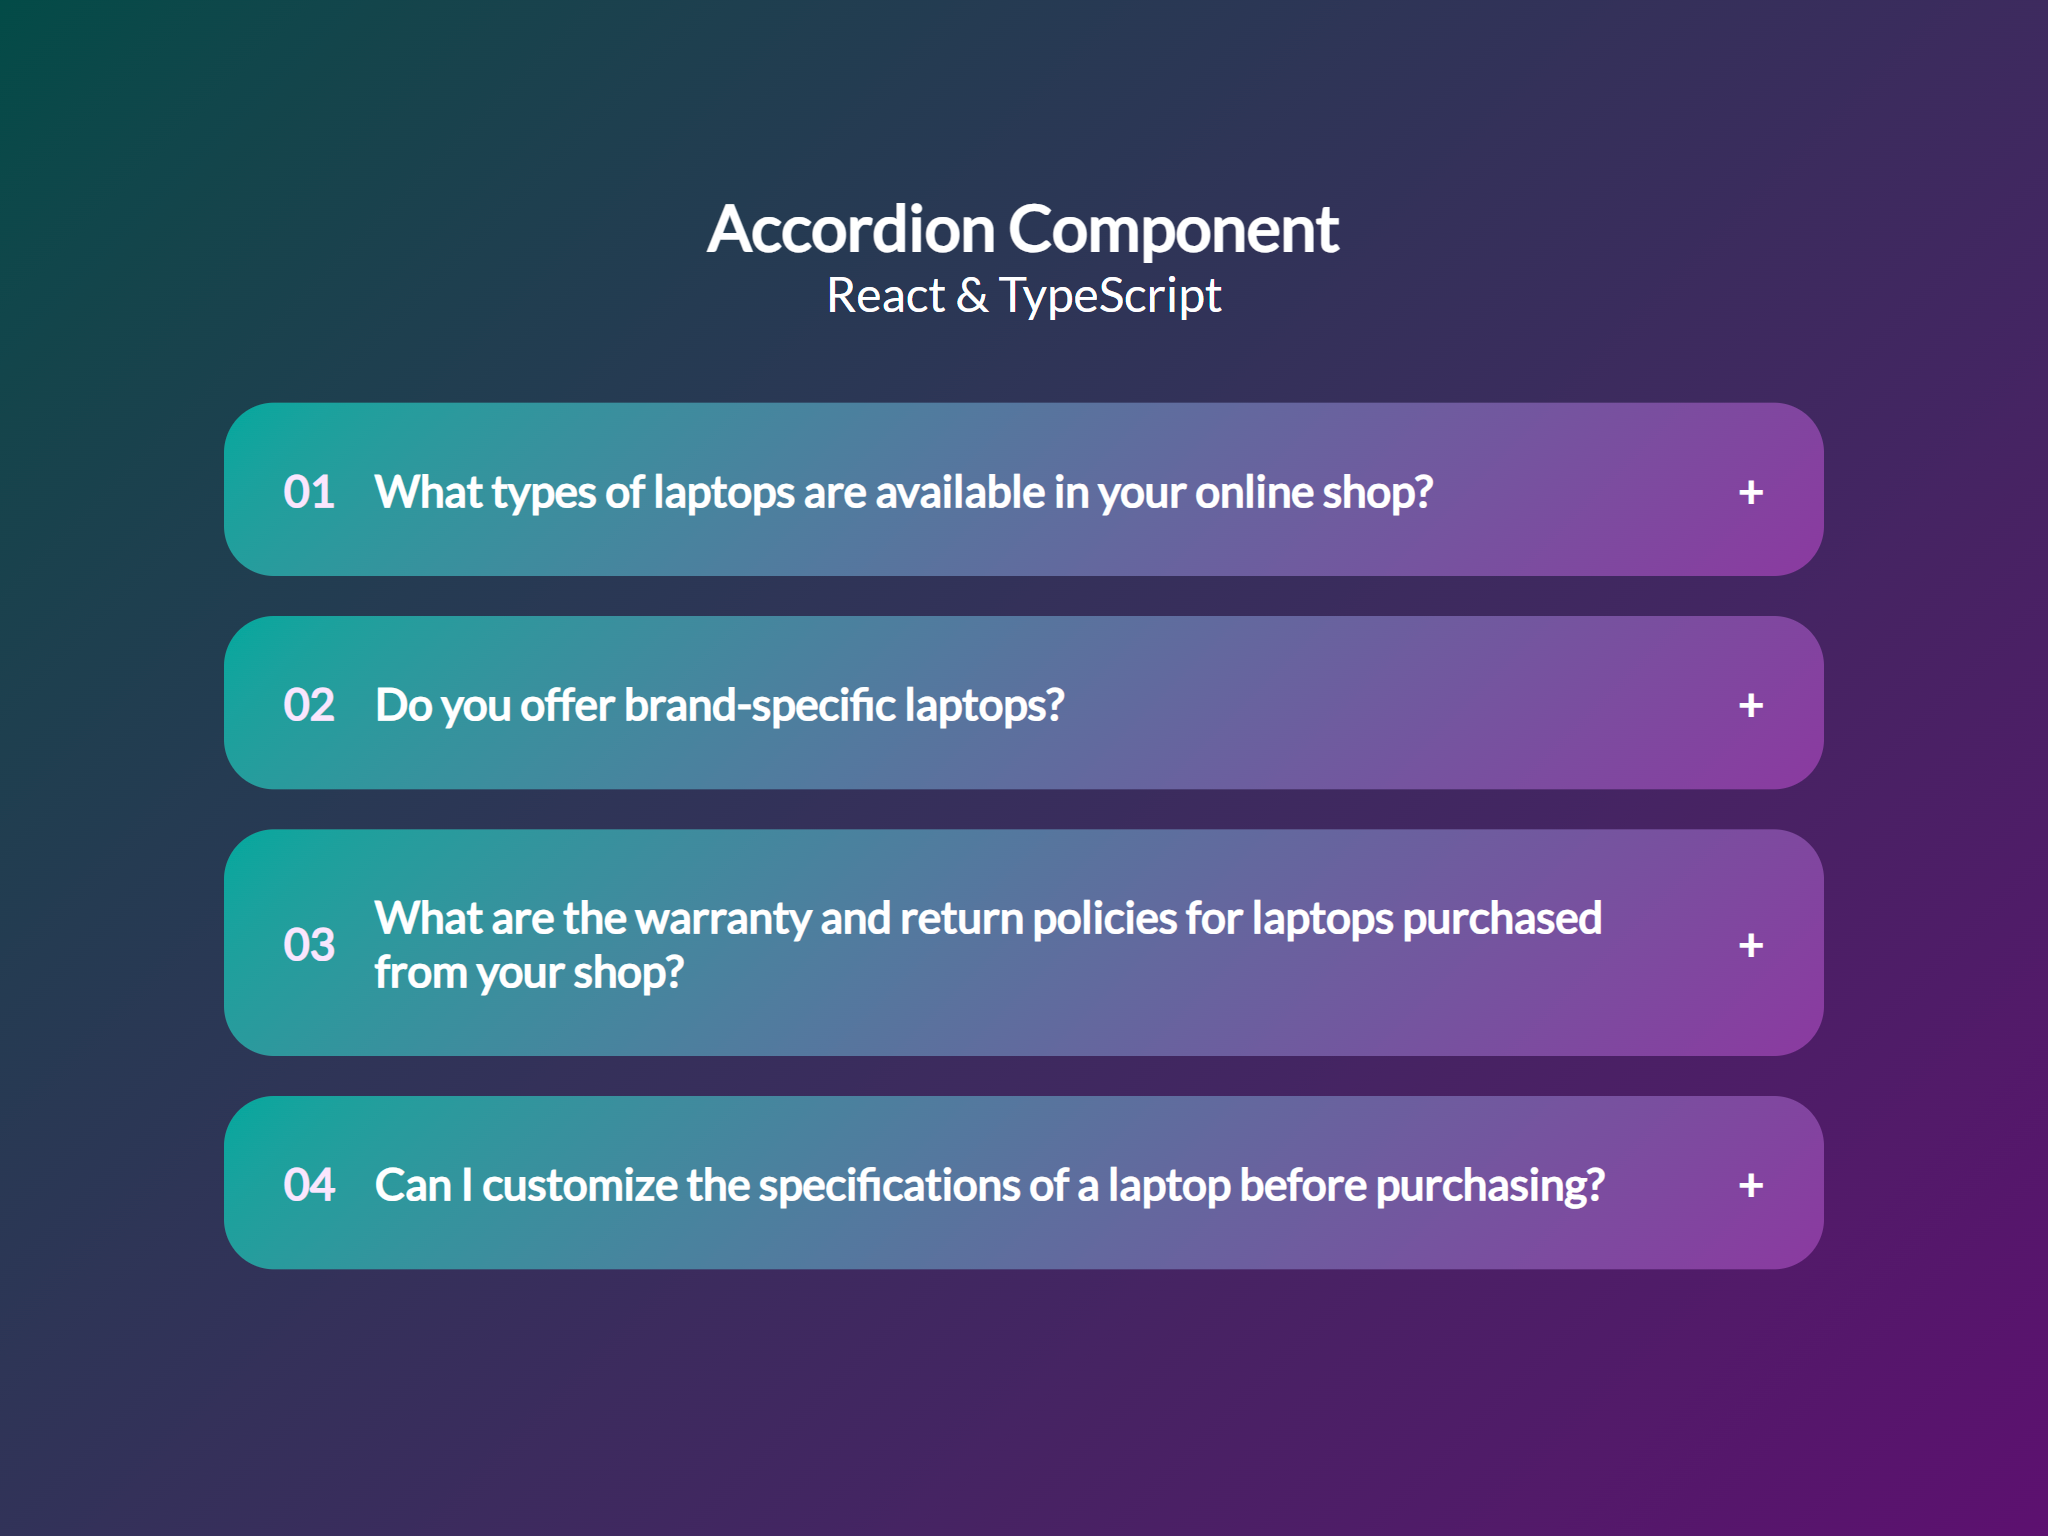 Accordion Component
React & TypeScript
01 What types of laptops are available in your online shop? +
02 Do you offer brand-specific laptops? +
03 What are the warranty and return policies for laptops purchased
from your shop? +
04 Can I customize the specifications of a laptop before purchasing? +